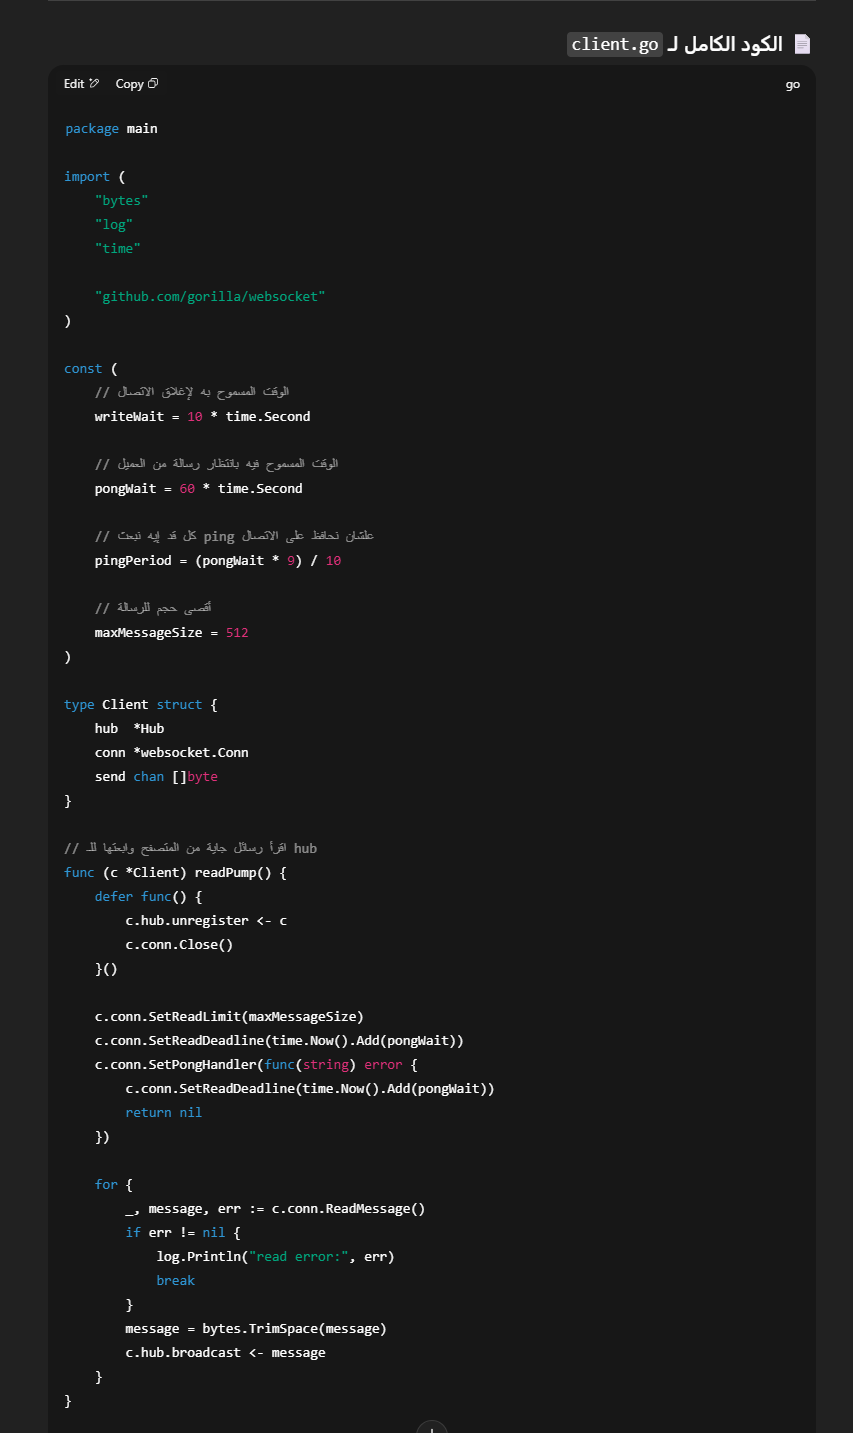 الكود الكامل لـ client.go
Edit Copy go
package main
import (
"bytes"
"log"
"time"
"github.com/gorilla/websocket"
)
const (
// الوقت المسموح به لإغلاق الاتصال
writeWait = 10 * time.Second
// الوقت المسموح فيه بانتظار رسالة من العميل
pongWait = 60 * time.Second
// كل قد إيه نبعت ping علشان نحافظ على الاتصال
pingPeriod = (pongWait * 9) / 10
// أقصى حجم للرسالة
maxMessageSize = 512
)
type Client struct {
hub  *Hub
conn *websocket.Conn
send chan []byte
}
// اقرأ رسائل جاية من المتصفح وابعتها للـ hub
func (c *Client) readPump() {
defer func() {
c.hub.unregister <- c
c.conn.Close()
}()
c.conn.SetReadLimit(maxMessageSize)
c.conn.SetReadDeadline(time.Now().Add(pongWait))
c.conn.SetPongHandler(func(string) error {
c.conn.SetReadDeadline(time.Now().Add(pongWait))
return nil
})
for {
_, message, err := c.conn.ReadMessage()
if err != nil {
log.Println("read error:", err)
break
}
message = bytes.TrimSpace(message)
c.hub.broadcast <- message
}
}